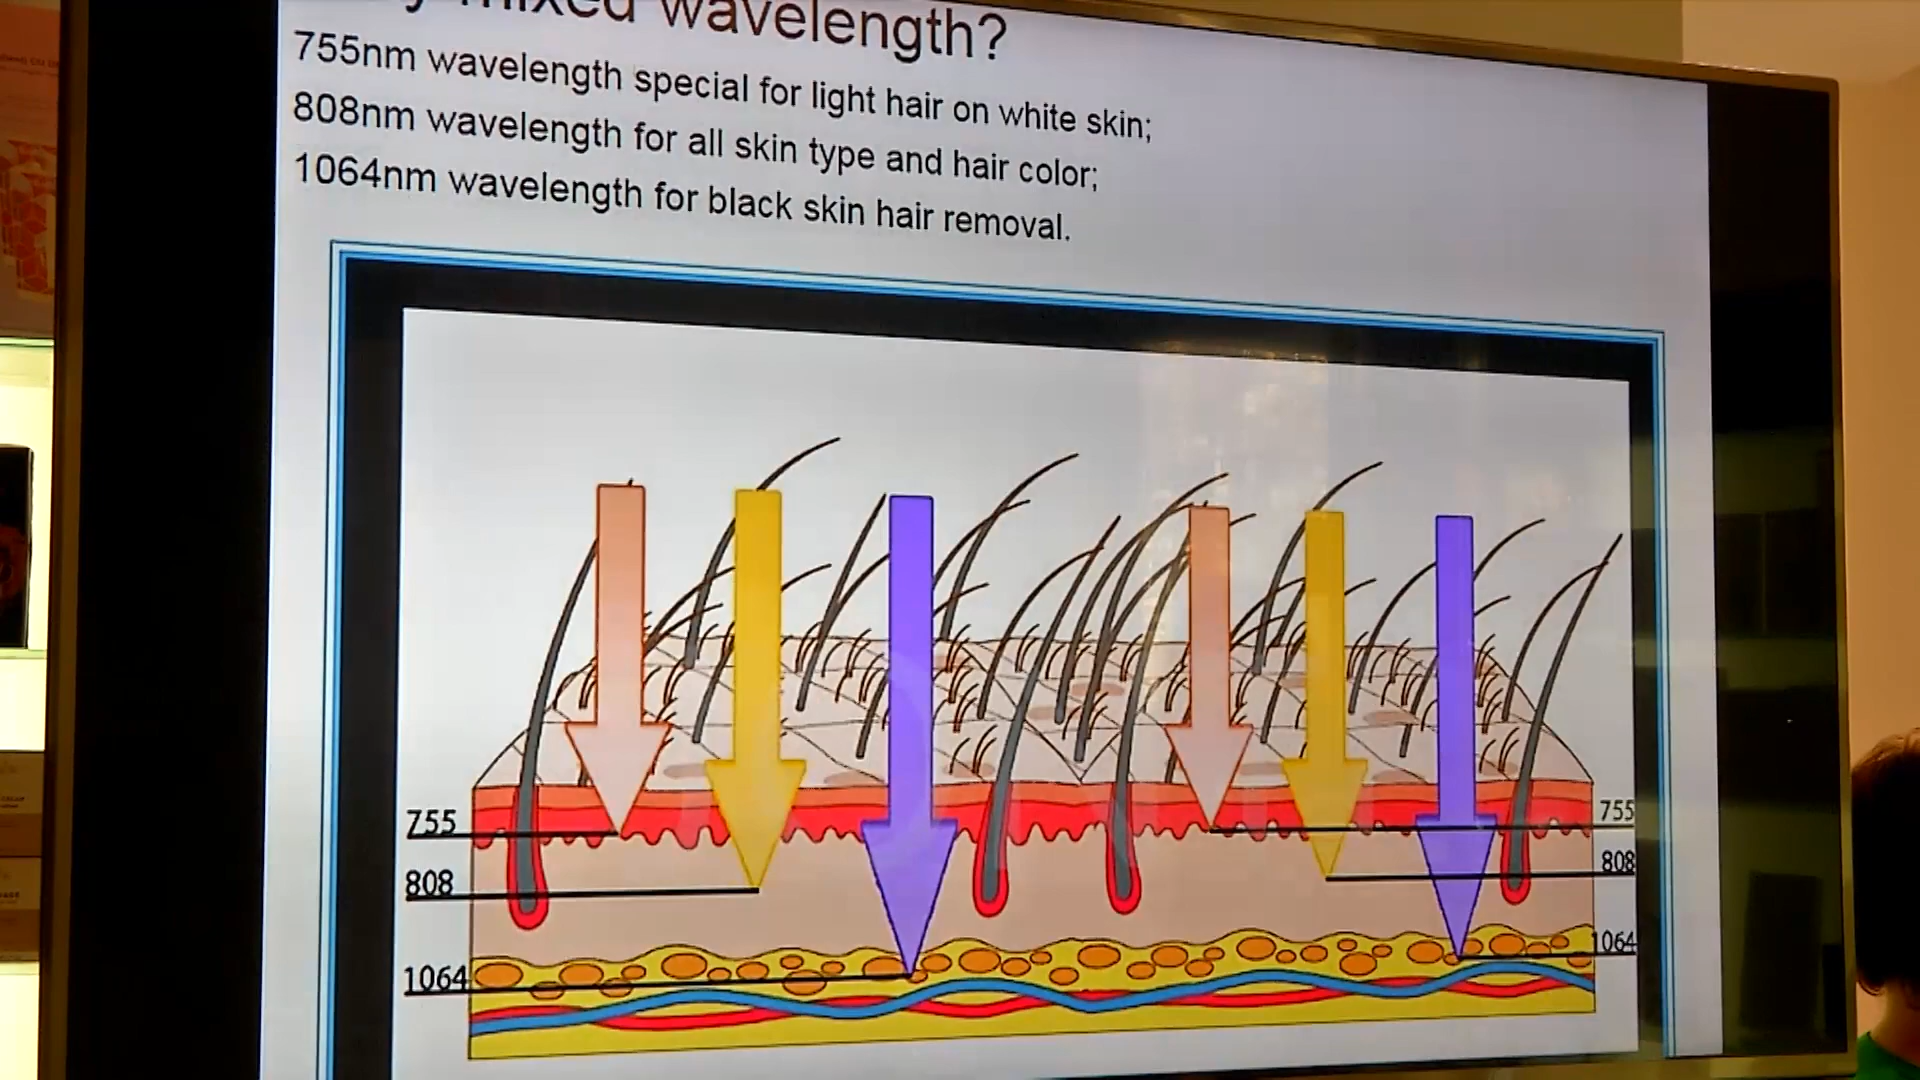 mixed wavelength?
755nm wavelength special for light hair on white skin;
808nm wavelength for all skin type and hair color;
1064nm wavelength for black skin hair removal.
755
808
1064
755
808
1064